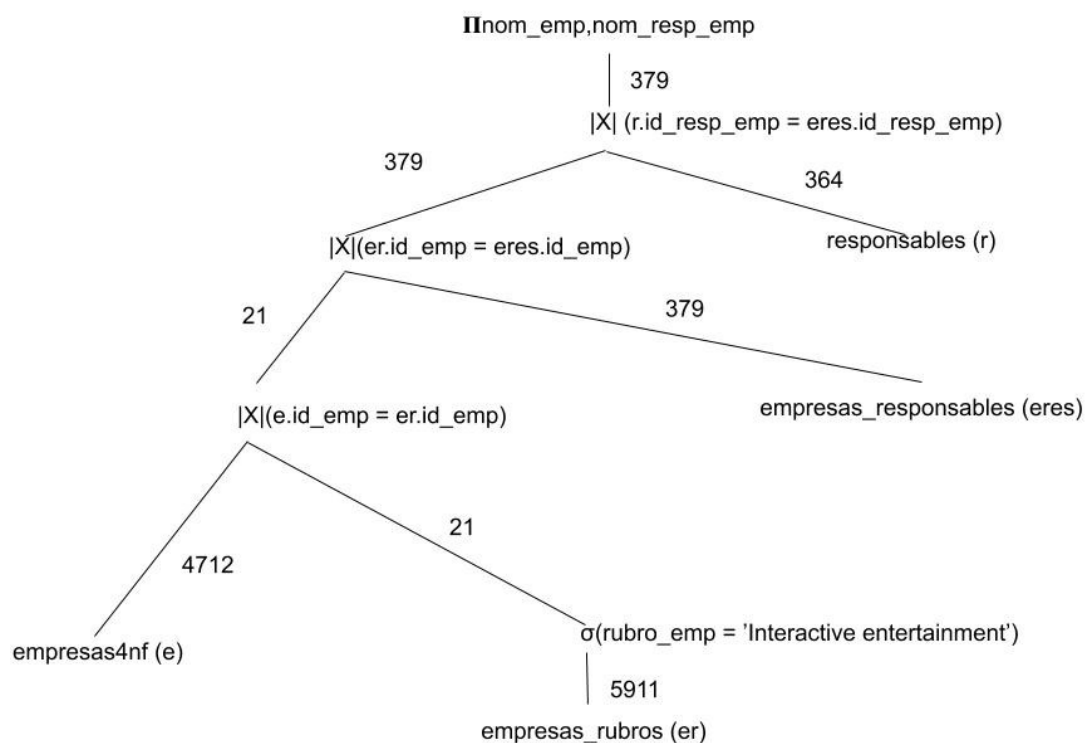 Πnom_emp,nom_resp_emp
379
|X| (r.id_resp_emp = eres.id_resp_emp)
379
364
|X|(er.id_emp = eres.id_emp)
responsables (r)
21
379
|X|(e.id_emp = er.id_emp)
empresas_responsables (eres)
21
4712
σ(rubro_emp = ’Interactive entertainment’)
empresas4nf (e)
5911
empresas_rubros (er)